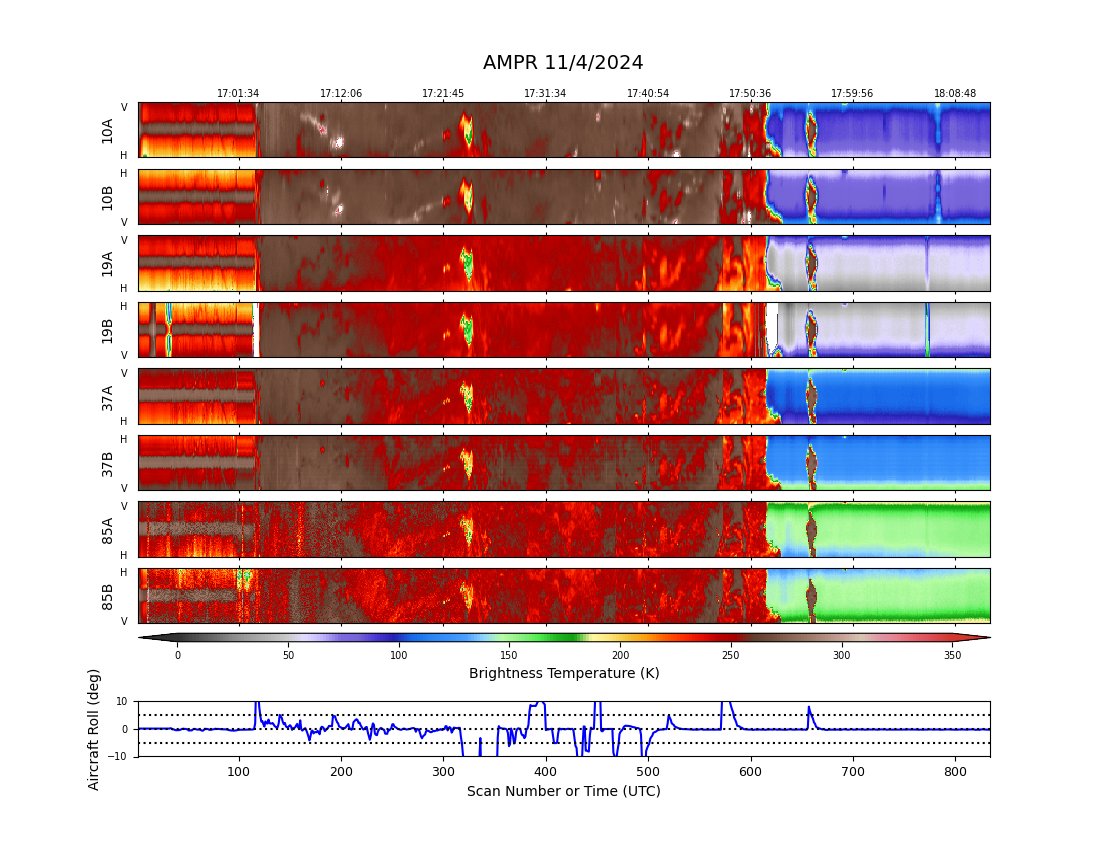 AMPR 11/4/2024
17:01:34 17:12:06 17:21:45 17:31:34 17:40:54 17:50:36 17:59:56 18:08:48
V
10A
H
H
10B
V
V
19A
H
H
19B
V
V
37A
H
H
37B
V
V
85A
H
H
85B
V
0 50 100 150 200 250 300 350
Brightness Temperature (K)
Aircraft Roll (deg)
10
0
−10
100 200 300 400 500 600 700 800
Scan Number or Time (UTC)